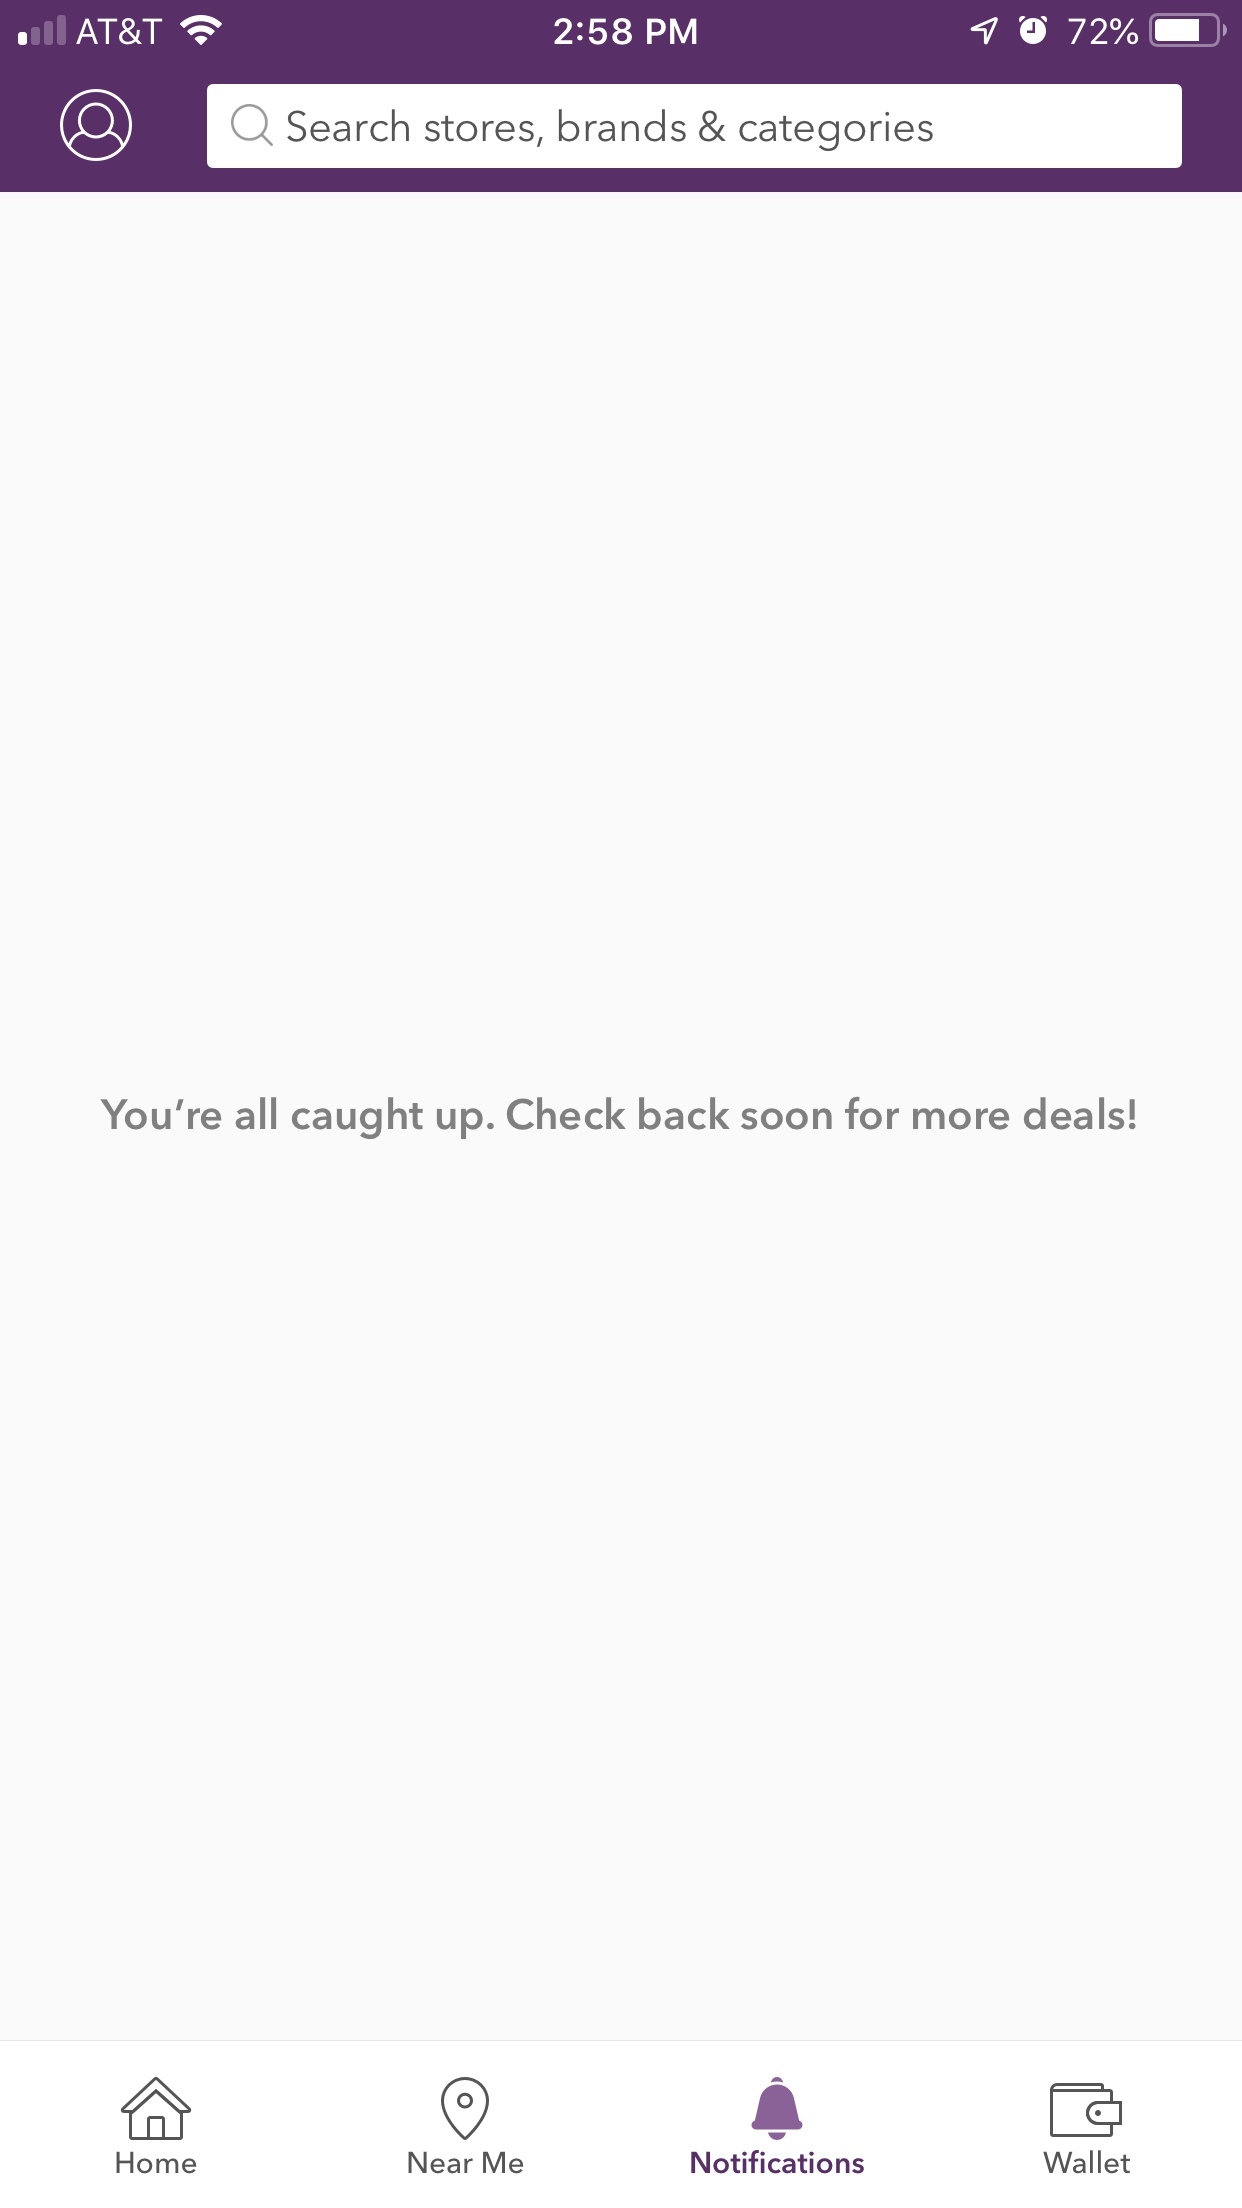 AT&T 2:58 PM 72%
Search stores, brands & categories
You’re all caught up. Check back soon for more deals!
Home Near Me Notifications Wallet